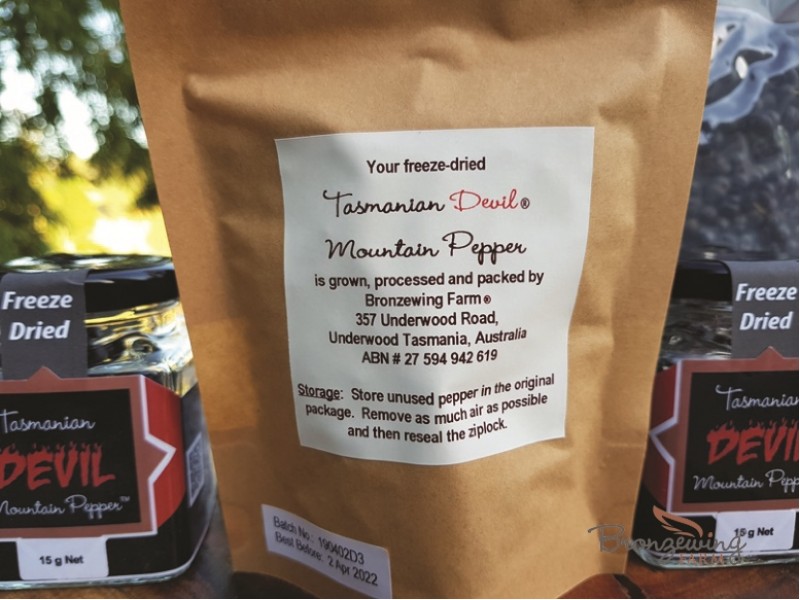 Your freeze-dried
Tasmanian Devil®
Mountain Pepper
is grown, processed and packed by
Bronzewing Farm®
357 Underwood Road,
Underwood Tasmania, Australia
ABN # 27 594 942 619
Storage: Store unused pepper in the original
package. Remove as much air as possible
and then reseal the ziplock.
Batch No: 190402D3
Best Before: 2 Apr 2022
Freeze
Dried
Tasmanian
DEVIL
Mountain Pepper™
15 g Net
Freeze
Dried
Tasmanian
DEVIL
Mountain
15 g Net
Bronzewing
FARM